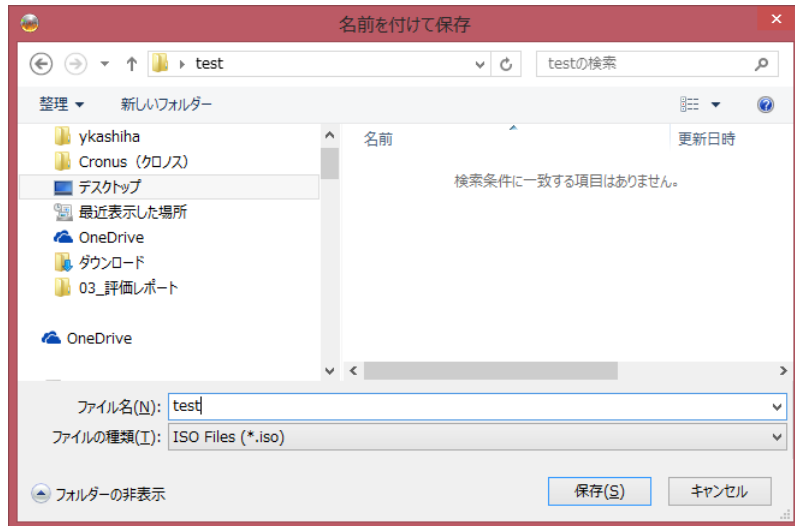 名前を付けて保存
test
testの検索
整理
新しいフォルダー
ykashiha
Cronus（クロノス）
デスクトップ
最近表示した場所
OneDrive
ダウンロード
03_評価レポート
OneDrive
名前
更新日時
検索条件に一致する項目はありません。
ファイル名(N): test
ファイルの種類(T): ISO Files (*.iso)
フォルダーの非表示
保存(S)
キャンセル